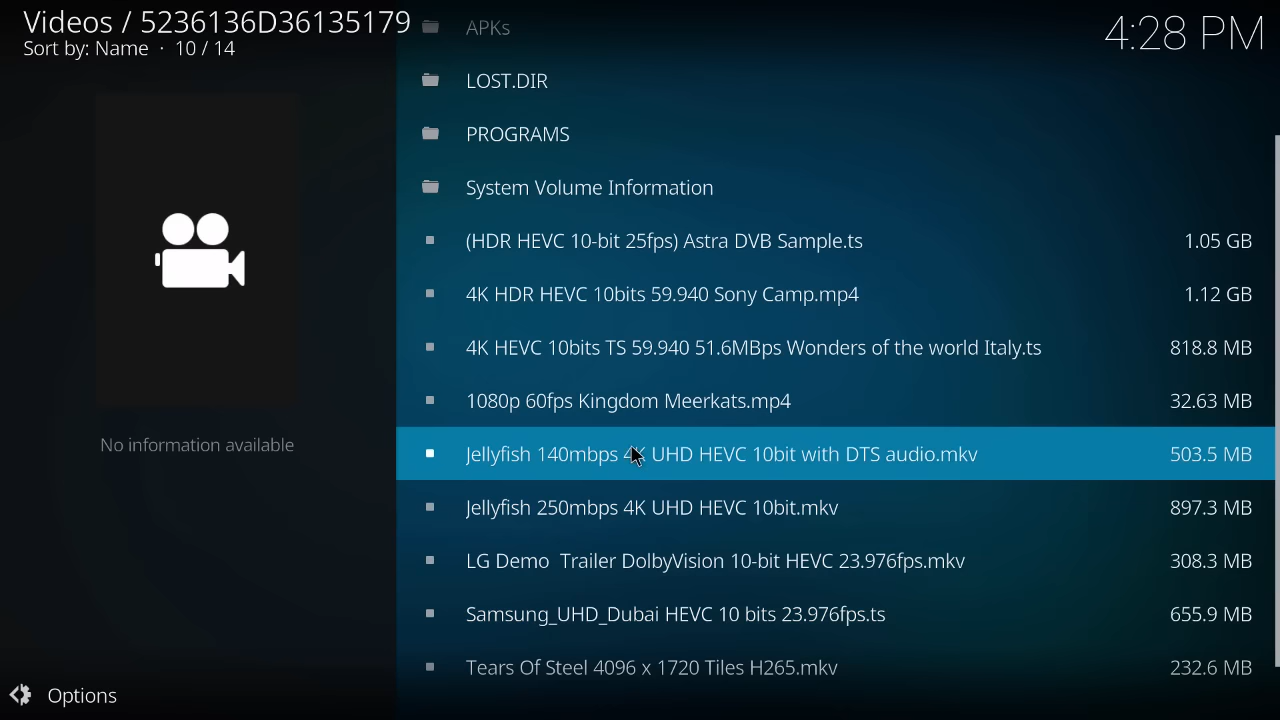 Videos / 5236136D36135179
Sort by: Name · 10 / 14
4:28 PM
APKs
LOST.DIR
PROGRAMS
System Volume Information
(HDR HEVC 10-bit 25fps) Astra DVB Sample.ts 1.05 GB
4K HDR HEVC 10bits 59.940 Sony Camp.mp4 1.12 GB
4K HEVC 10bits TS 59.940 51.6MBps Wonders of the world Italy.ts 818.8 MB
1080p 60fps Kingdom Meerkats.mp4 32.63 MB
Jellyfish 140mbps 4K UHD HEVC 10bit with DTS audio.mkv 503.5 MB
Jellyfish 250mbps 4K UHD HEVC 10bit.mkv 897.3 MB
LG Demo  Trailer DolbyVision 10-bit HEVC 23.976fps.mkv 308.3 MB
Samsung_UHD_Dubai HEVC 10 bits 23.976fps.ts 655.9 MB
Tears Of Steel 4096 x 1720 Tiles H265.mkv 232.6 MB
No information available
Options